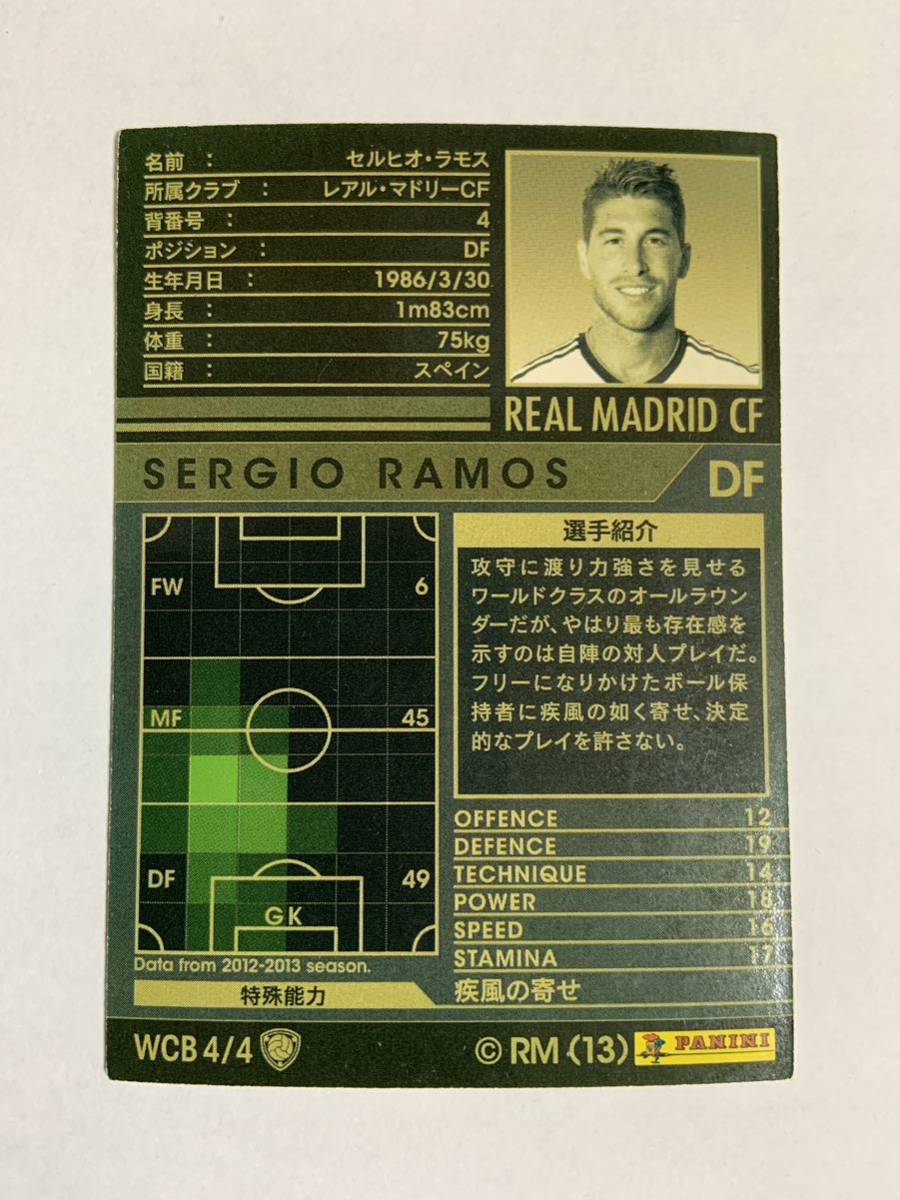 名前 : セルヒオ・ラモス
所属クラブ : レアル・マドリーCF
背番号 : 4
ポジション : DF
生年月日 : 1986/3/30
身長 : 1m83cm
体重 : 75kg
国籍 : スペイン
REAL MADRID CF
SERGIO RAMOS
DF
FW 6
MF 45
DF 49
GK
Data from 2012-2013 season.
選手紹介
攻守に渡り力強さを見せる
ワールドクラスのオールラウン
ダーだが、やはり最も存在感を
示すのは自陣の対人プレイだ。
フリーになりかけたボール保
持者に疾風の如く寄せ、決定
的なプレイを許さない。
OFFENCE 12
DEFENCE 19
TECHNIQUE 14
POWER 18
SPEED 16
STAMINA 17
特殊能力 疾風の寄せ
WCB 4/4
© RM (13) PANINI